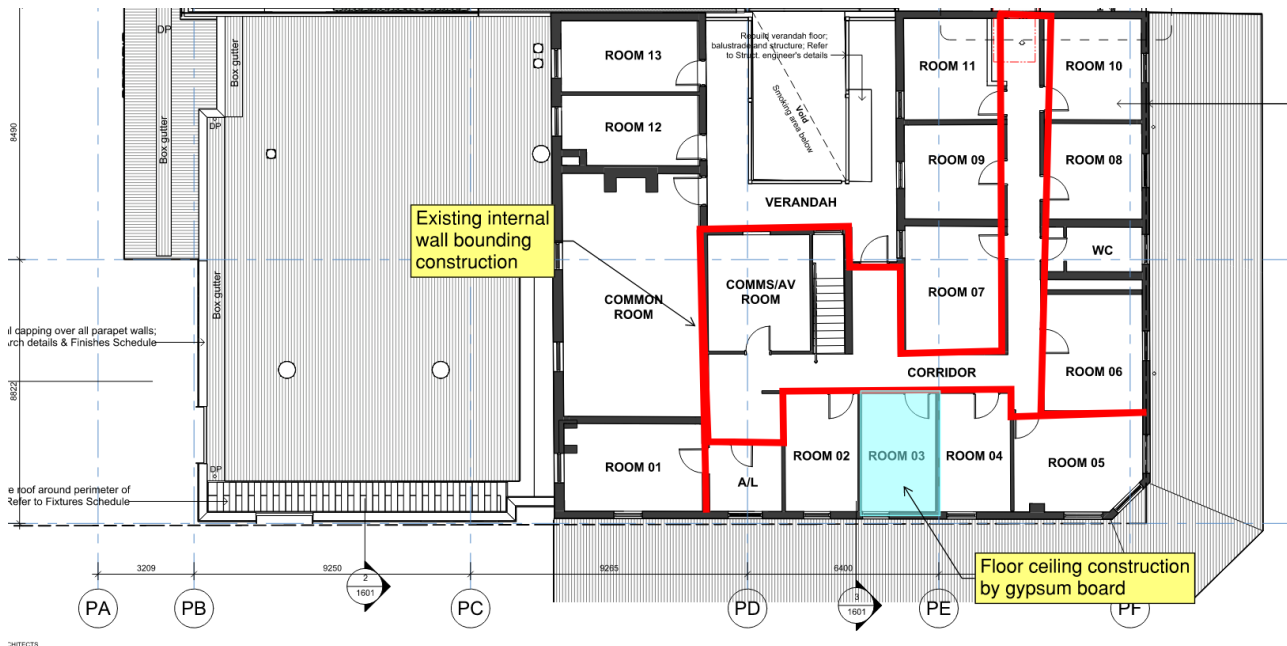 DP
Box gutter
Box gutter
8490
DP
Box gutter
ROOM 13
ROOM 12
Rebuild verandah floor;
balustrade and structure; Refer
to Struct. engineer's details
Void
Smoking area below
ROOM 11
ROOM 10
ROOM 09
ROOM 08
VERANDAH
Existing internal
wall bounding
construction
WC
COMMS/AV
ROOM
COMMON
ROOM
ROOM 07
l capping over all parapet walls;
rch details & Finishes Schedule
CORRIDOR
ROOM 06
8822
DP
ROOM 01
A/L
ROOM 02
ROOM 03
ROOM 04
ROOM 05
e roof around perimeter of
Refer to Fixtures Schedule
Floor ceiling construction
by gypsum board
3209
9250
9265
6400
2
1601
3
1601
PA
PB
PC
PD
PE
PF
CHITECTS